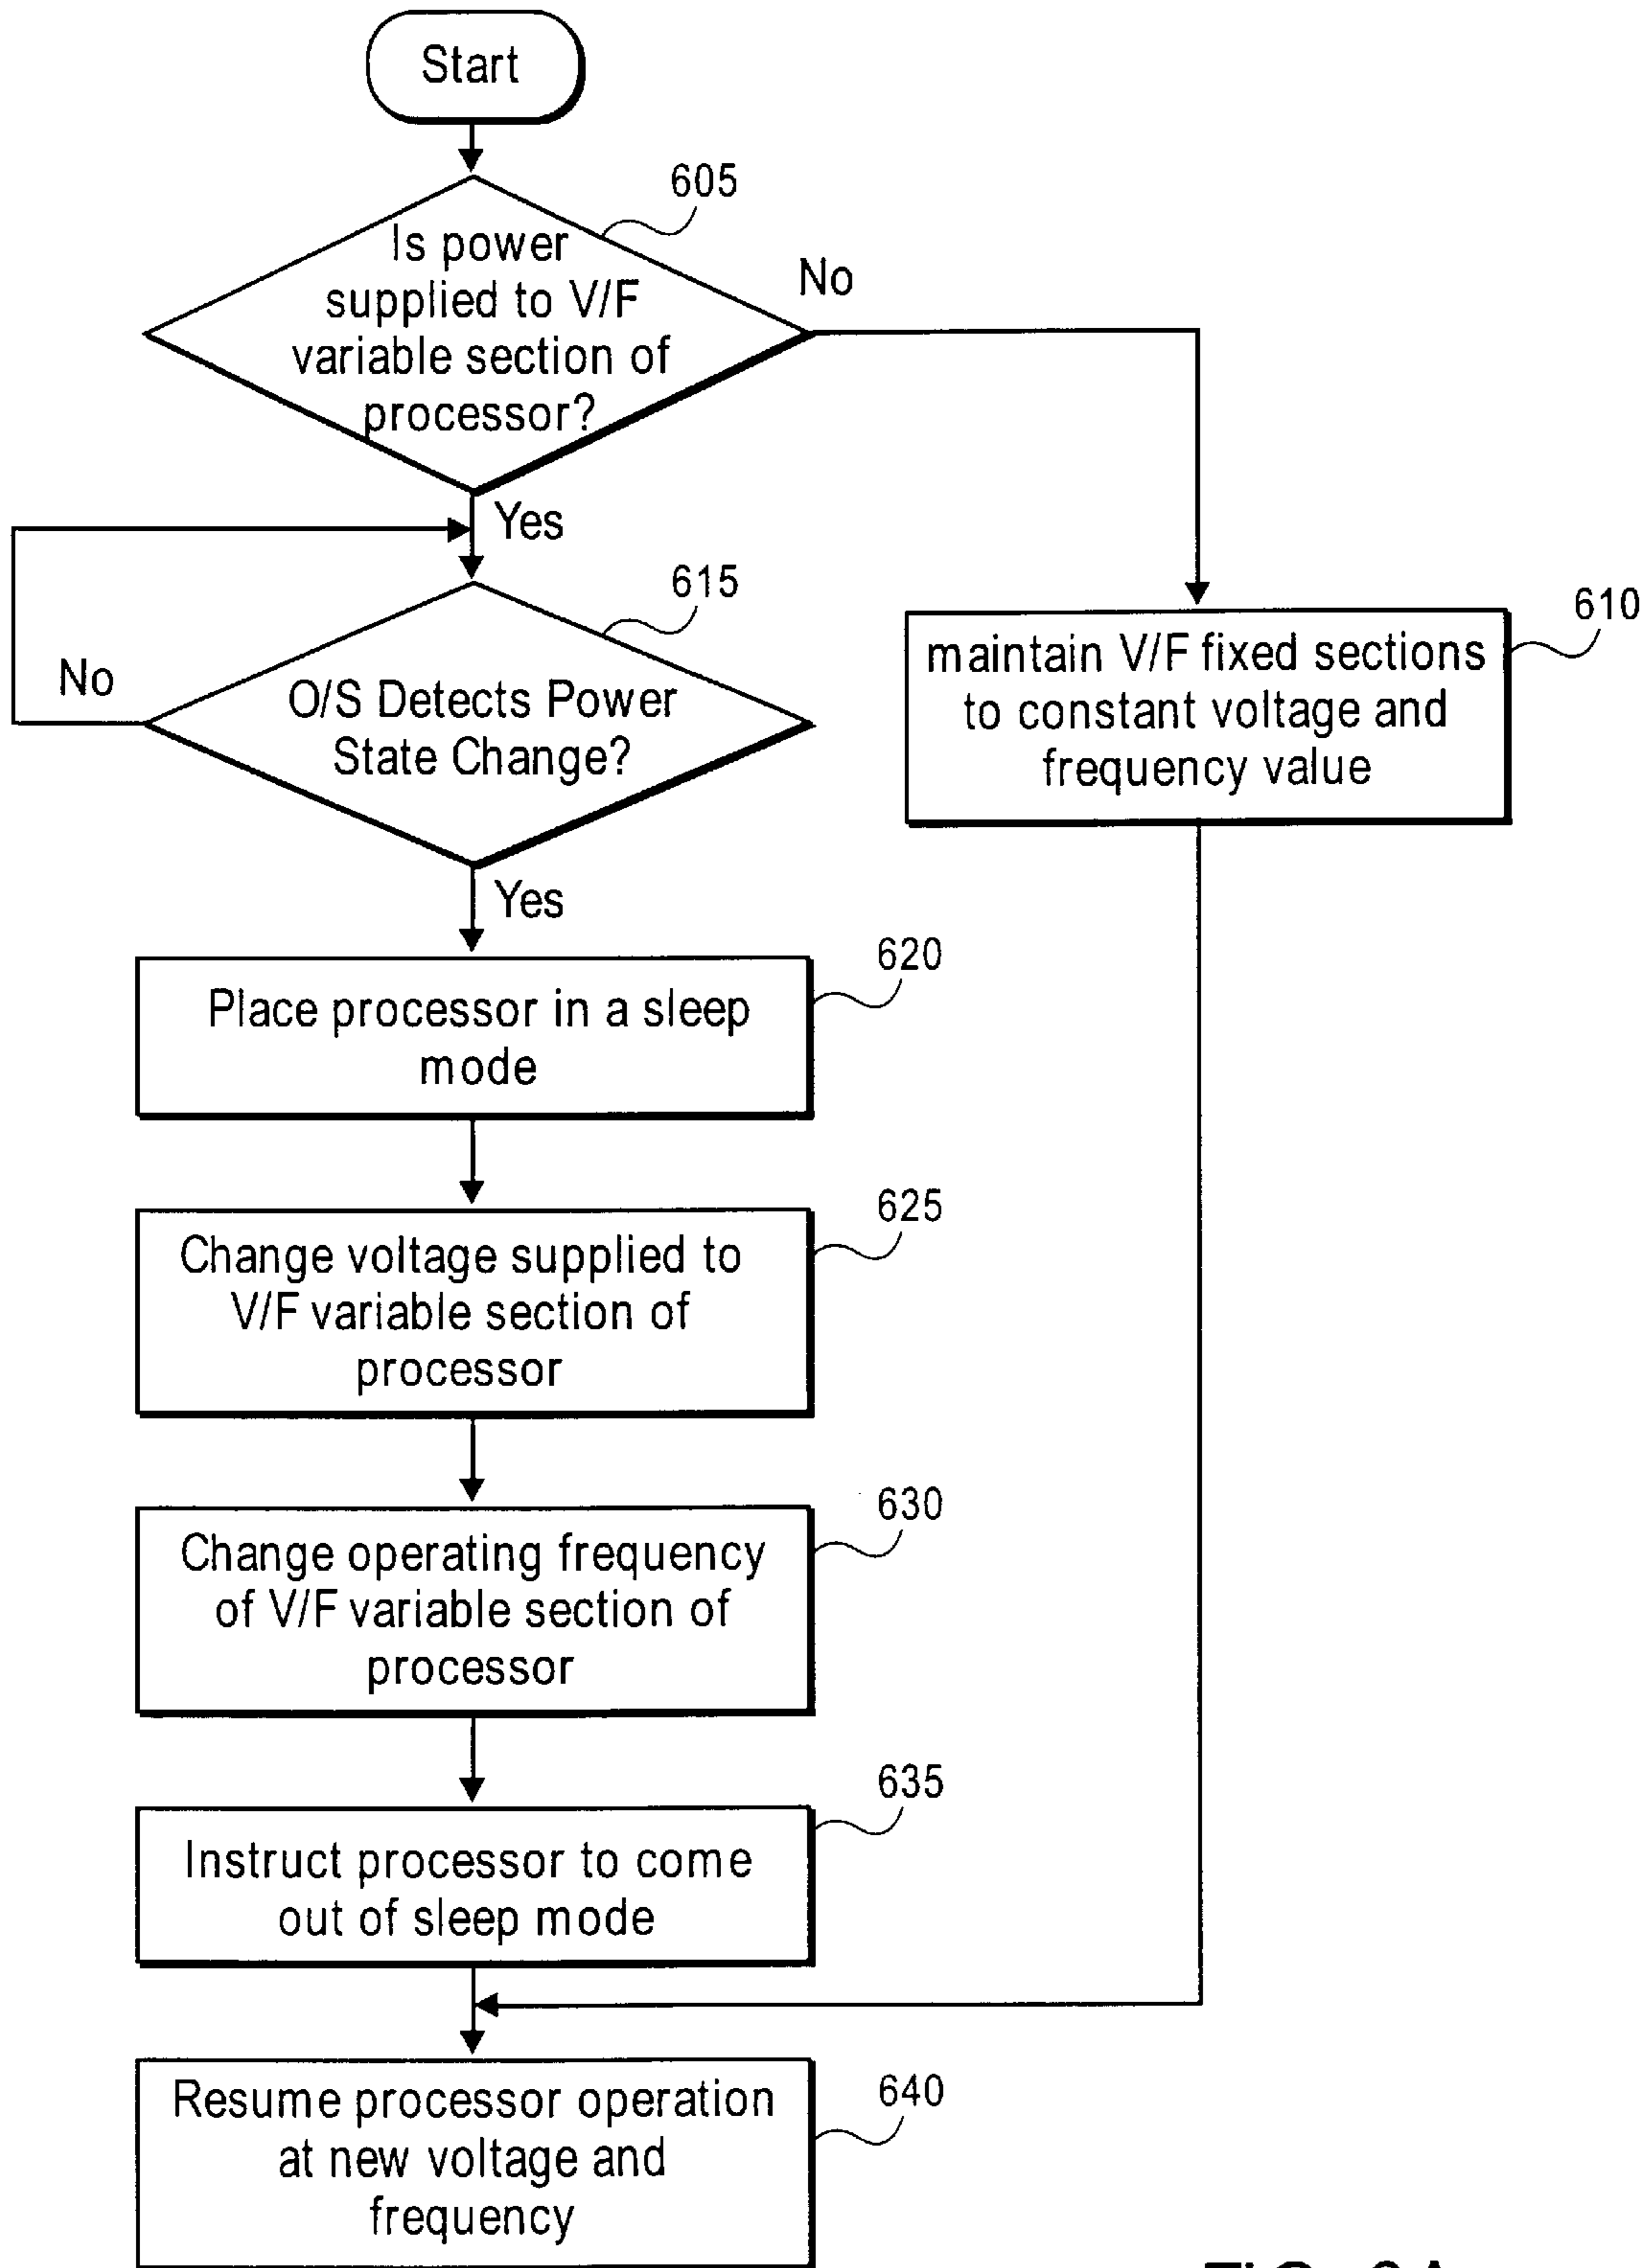 Start
605
Is power
supplied to V/F
variable section of
processor?
No
Yes
615
O/S Detects Power
State Change?
No
610
maintain V/F fixed sections
to constant voltage and
frequency value
Yes
620
Place processor in a sleep
mode
625
Change voltage supplied to
V/F variable section of
processor
630
Change operating frequency
of V/F variable section of
processor
635
Instruct processor to come
out of sleep mode
640
Resume processor operation
at new voltage and
frequency